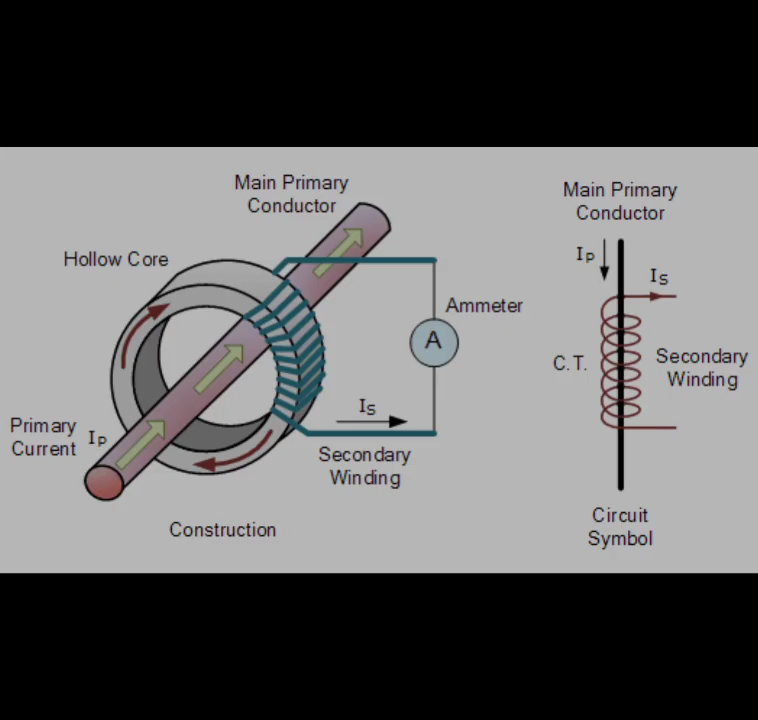 Main Primary
Conductor
Hollow Core
Ammeter
A
Is
Primary
Current
Ip
Secondary
Winding
Construction
Main Primary
Conductor
Ip
Is
C.T.
Secondary
Winding
Circuit
Symbol